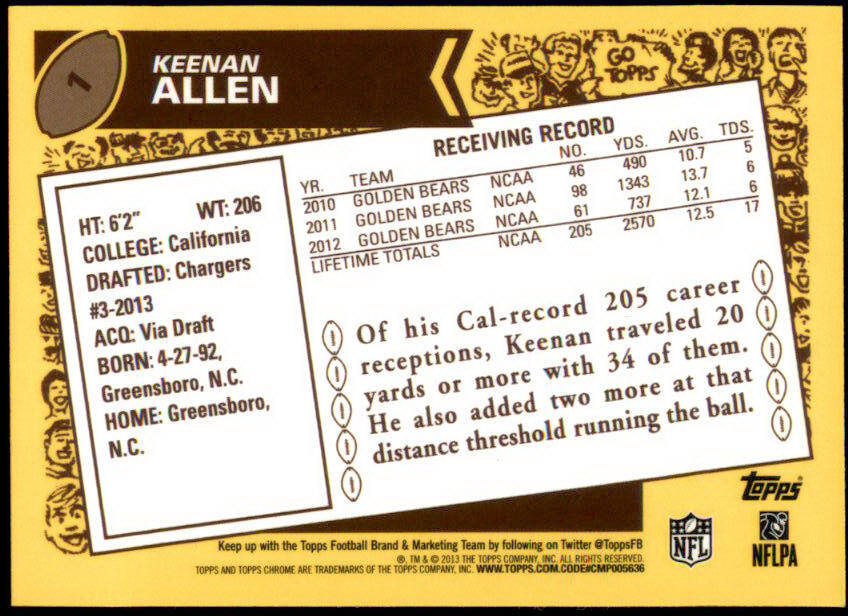 1
KEENAN
ALLEN
GO
TOPPS
HT: 6'2" WT: 206
COLLEGE: California
DRAFTED: Chargers
#3-2013
ACQ: Via Draft
BORN: 4-27-92,
Greensboro, N.C.
HOME: Greensboro,
N.C.
RECEIVING RECORD
YR. TEAM NO. YDS. AVG. TDS.
2010 GOLDEN BEARS NCAA 46 490 10.7 5
2011 GOLDEN BEARS NCAA 98 1343 13.7 6
2012 GOLDEN BEARS NCAA 61 737 12.1 6
LIFETIME TOTALS NCAA 205 2570 12.5 17
Of his Cal-record 205 career
receptions, Keenan traveled 20
yards or more with 34 of them.
He also added two more at that
distance threshold running the ball.
topps
Keep up with the Topps Football Brand & Marketing Team by following on Twitter @ToppsFB
®, TM & © 2013 THE TOPPS COMPANY, INC. ALL RIGHTS RESERVED.
TOPPS AND TOPPS CHROME ARE TRADEMARKS OF THE TOPPS COMPANY, INC. WWW.TOPPS.COM.CODE#CMP005636
NFL
NFLPA